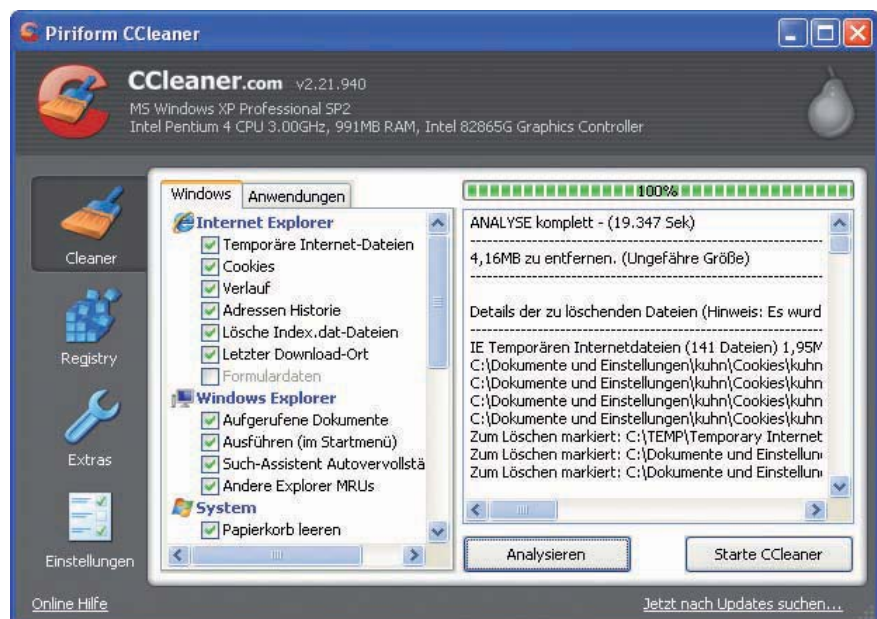 Piriform CCleaner
CCleaner.com v2.21.940
MS Windows XP Professional SP2
Intel Pentium 4 CPU 3.00GHz, 991MB RAM, Intel 82865G Graphics Controller
Cleaner
Registry
Extras
Einstellungen
Windows Anwendungen
Internet Explorer
Temporäre Internet-Dateien
Cookies
Verlauf
Adressen Historie
Lösche Index.dat-Dateien
Letzter Download-Ort
Formulardaten
Windows Explorer
Aufgerufene Dokumente
Ausführen (im Startmenü)
Such-Assistent Autovervollstä
Andere Explorer MRUs
System
Papierkorb leeren
100%
ANALYSE komplett - (19.347 Sek)
4,16MB zu entfernen. (Ungefähre Größe)
Details der zu löschenden Dateien (Hinweis: Es wurd
IE Temporären Internetdateien (141 Dateien) 1,95M
C:\Dokumente und Einstellungen\kuhn\Cookies\kuhn
C:\Dokumente und Einstellungen\kuhn\Cookies\kuhn
C:\Dokumente und Einstellungen\kuhn\Cookies\kuhn
C:\Dokumente und Einstellungen\kuhn\Cookies\kuhn
Zum Löschen markiert: C:\TEMP\Temporary Internet
Zum Löschen markiert: C:\Dokumente und Einstellun
Zum Löschen markiert: C:\Dokumente und Einstellun
Analysieren
Starte CCleaner
Online Hilfe
Jetzt nach Updates suchen...